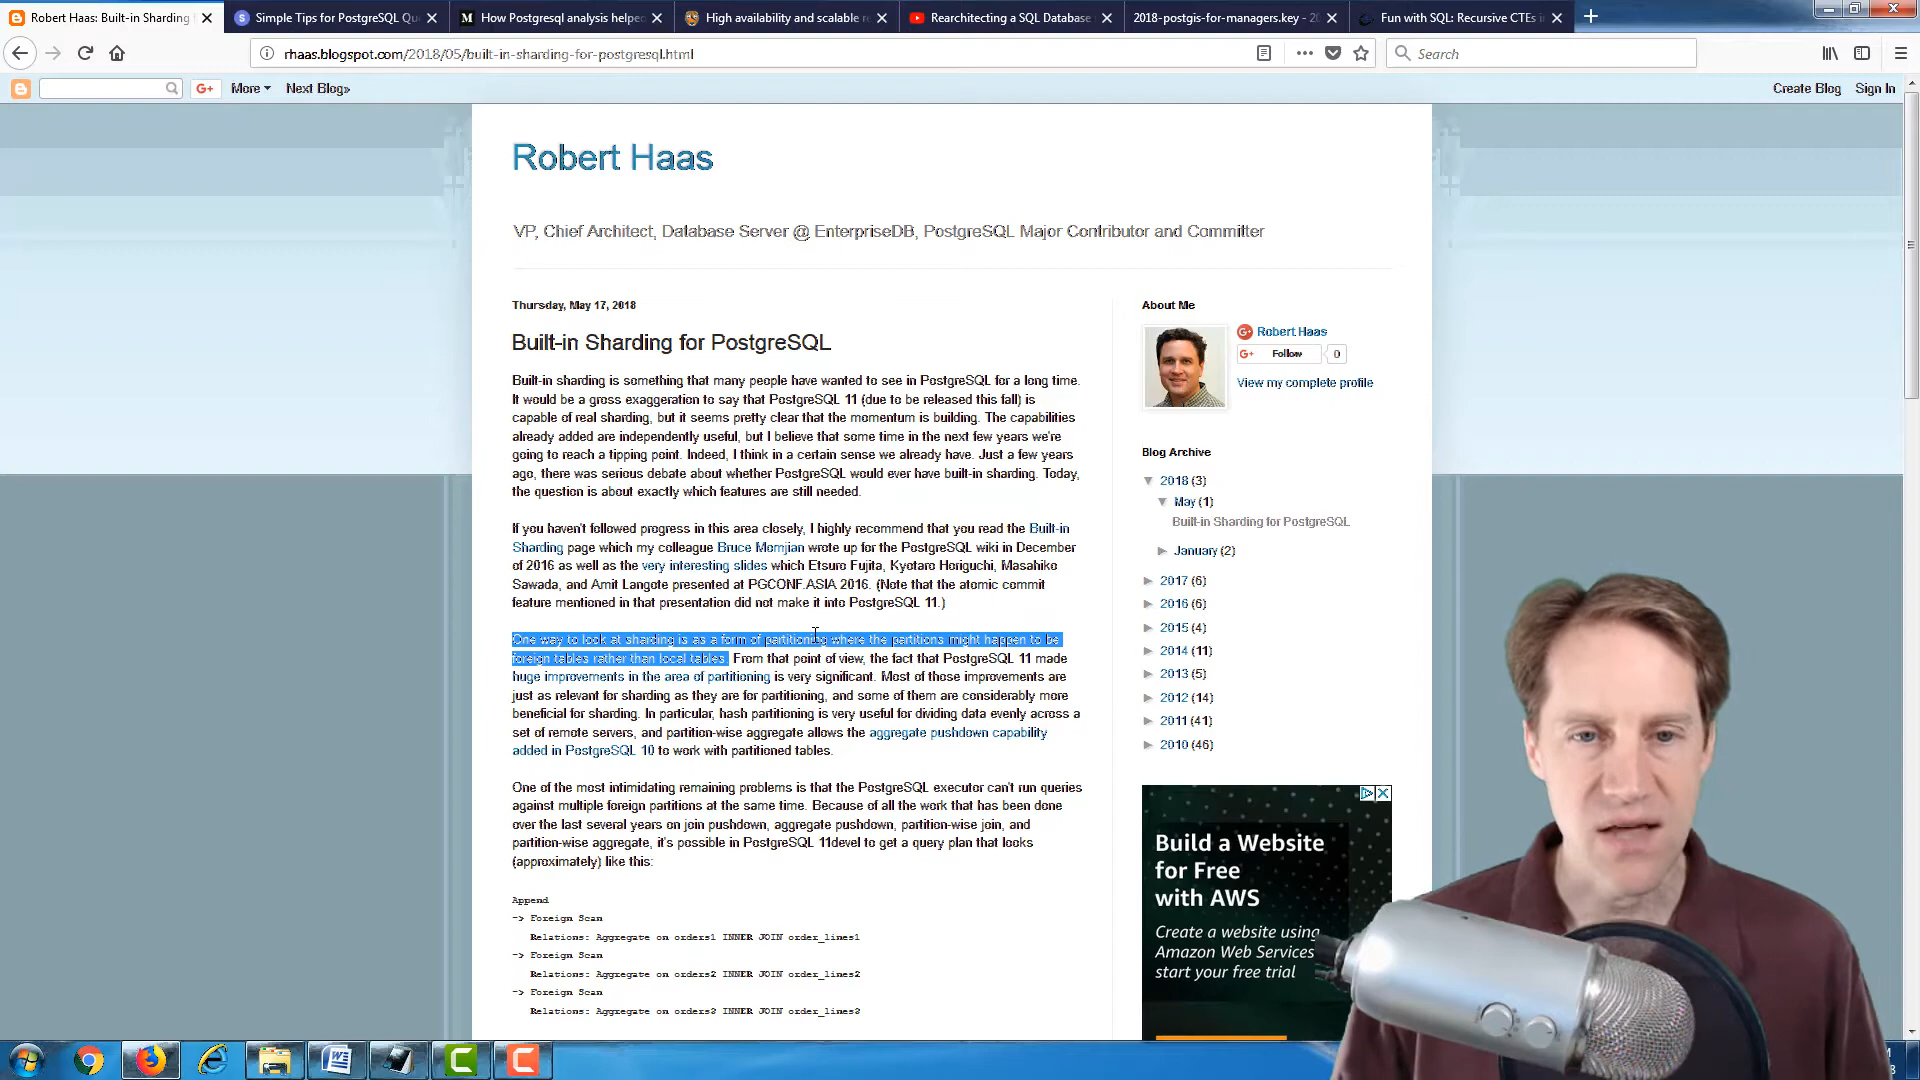 Robert Haas: Built-in Sharding
Simple Tips for PostgreSQL Qu
How Postgresql analysis helpe
High availability and scalable r
Rearchitecting a SQL Database
2018-postgis-for-managers.key - 2
Fun with SQL: Recursive CTEs i
rhaas.blogspot.com/2018/05/built-in-sharding-for-postgresql.html
Search
G+
More
Next Blog»
Create Blog
Sign In
Robert Haas
VP, Chief Architect, Database Server @ EnterpriseDB, PostgreSQL Major Contributor and Committer
Thursday, May 17, 2018
Built-in Sharding for PostgreSQL
Built-in sharding is something that many people have wanted to see in PostgreSQL for a long time.
It would be a gross exaggeration to say that PostgreSQL 11 (due to be released this fall) is
capable of real sharding, but it seems pretty clear that the momentum is building. The capabilities
already added are independently useful, but I believe that some time in the next few years we're
going to reach a tipping point. Indeed, I think in a certain sense we already have. Just a few years
ago, there was serious debate about whether PostgreSQL would ever have built-in sharding. Today,
the question is about exactly which features are still needed.
If you haven't followed progress in this area closely, I highly recommend that you read the Built-in
Sharding page which my colleague Bruce Momjian wrote up for the PostgreSQL wiki in December
of 2016 as well as the very interesting slides which Etsuro Fujita, Kyotaro Horiguchi, Masahiko
Sawada, and Amit Langote presented at PGCONF.ASIA 2016. (Note that the atomic commit
feature mentioned in that presentation did not make it into PostgreSQL 11.)
One way to look at sharding is as a form of partitioning where the partitions might happen to be
foreign tables rather than local tables. From that point of view, the fact that PostgreSQL 11 made
huge improvements in the area of partitioning is very significant. Most of those improvements are
just as relevant for sharding as they are for partitioning, and some of them are considerably more
beneficial for sharding. In particular, hash partitioning is very useful for dividing data evenly across a
set of remote servers, and partition-wise aggregate allows the aggregate pushdown capability
added in PostgreSQL 10 to work with partitioned tables.
One of the most intimidating remaining problems is that the PostgreSQL executor can't run queries
against multiple foreign partitions at the same time. Because of all the work that has been done
over the last several years on join pushdown, aggregate pushdown, partition-wise join, and
partition-wise aggregate, it's possible in PostgreSQL 11devel to get a query plan that looks
(approximately) like this:
Append
-> Foreign Scan
Relations: Aggregate on orders1 INNER JOIN order_lines1
-> Foreign Scan
Relations: Aggregate on orders2 INNER JOIN order_lines2
-> Foreign Scan
Relations: Aggregate on orders3 INNER JOIN order_lines3
About Me
Robert Haas
G+ Follow 0
View my complete profile
Blog Archive
▼ 2018 (3)
▼ May (1)
Built-in Sharding for PostgreSQL
► January (2)
► 2017 (6)
► 2016 (6)
► 2015 (4)
► 2014 (11)
► 2013 (5)
► 2012 (14)
► 2011 (41)
► 2010 (46)
Build a Website
for Free
with AWS
Create a website using
Amazon Web Services
start your free trial